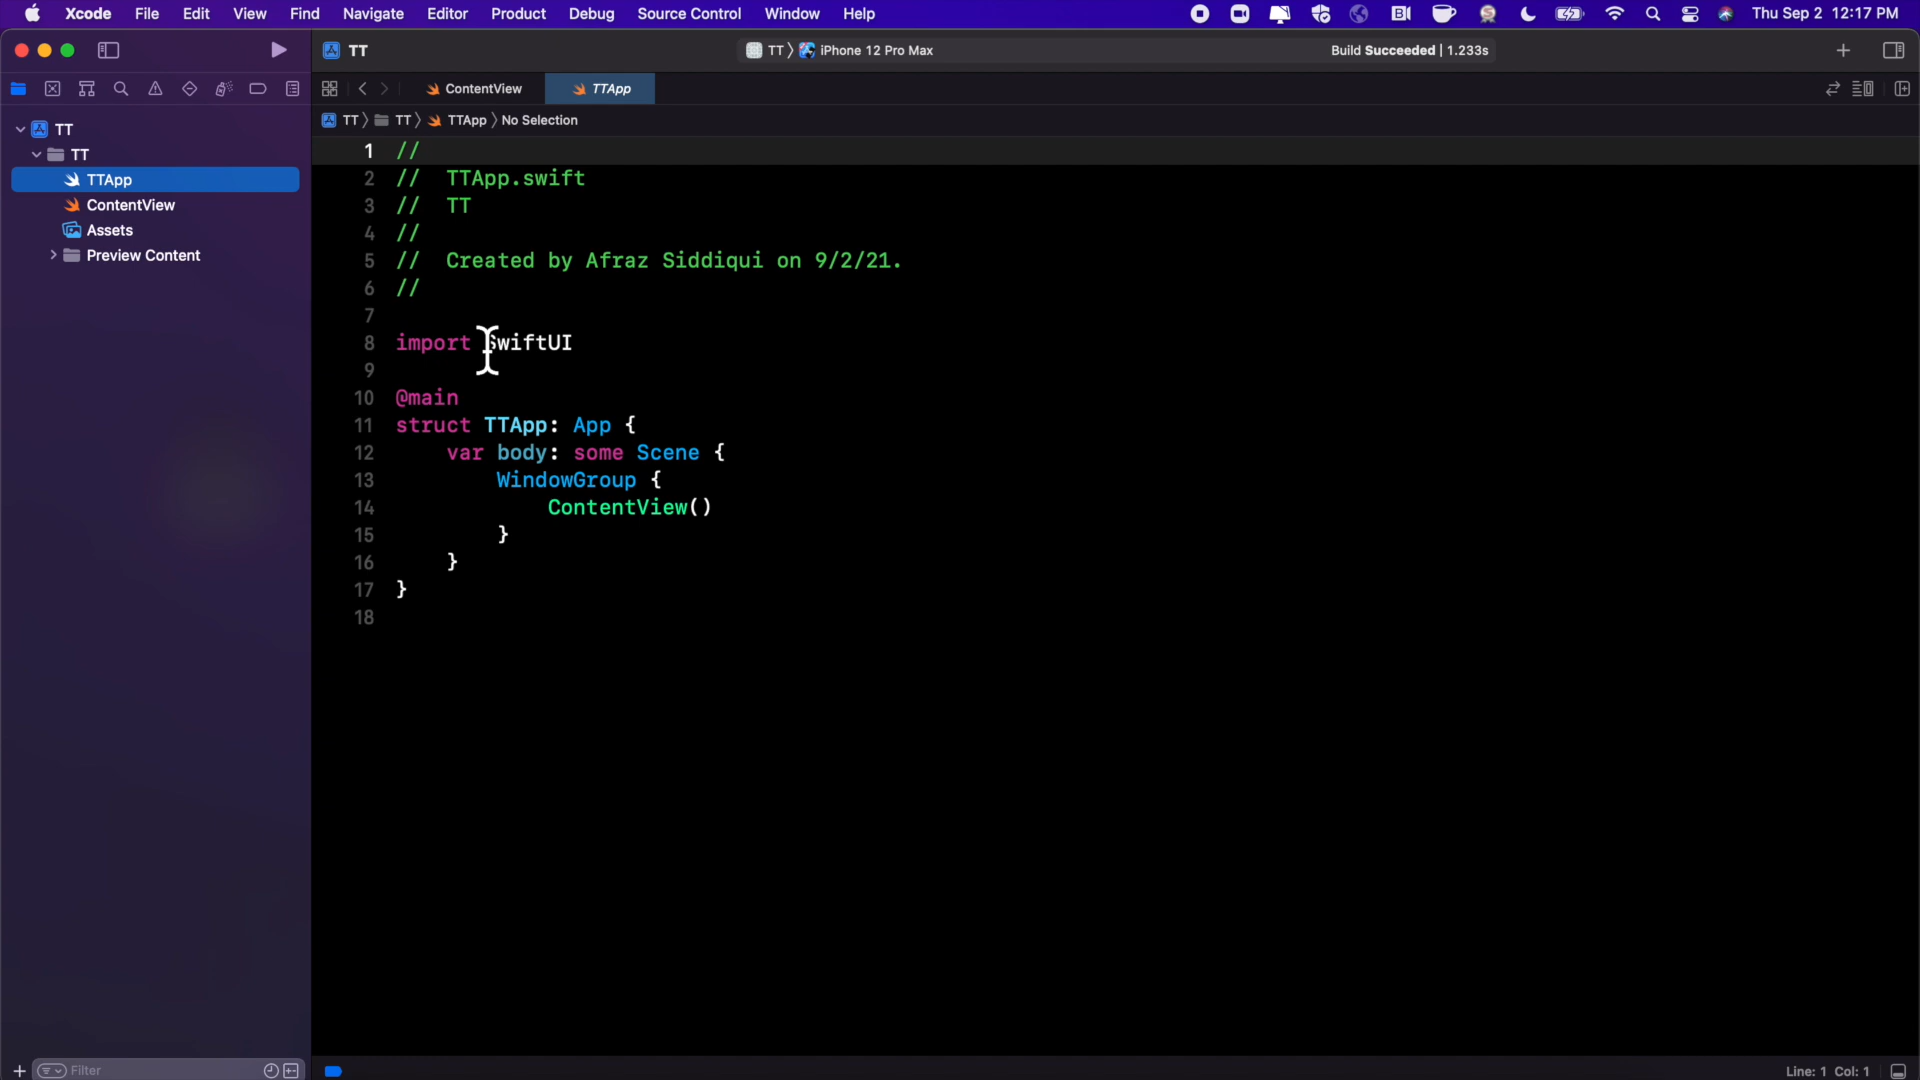 Xcode File Edit View Find Navigate Editor Product Debug Source Control Window Help
Thu Sep 2 12:17 PM
TT
TT 〉 iPhone 12 Pro Max
Build Succeeded | 1.233s
ContentView
TTApp
TT 〉 TT 〉 TTApp 〉 No Selection
TT
TT
TTApp
ContentView
Assets
Preview Content
1 //
2 //  TTApp.swift
3 //  TT
4 //
5 //  Created by Afraz Siddiqui on 9/2/21.
6 //
7
8 import SwiftUI
9
10 @main
11 struct TTApp: App {
12     var body: some Scene {
13         WindowGroup {
14             ContentView()
15         }
16     }
17 }
18
Filter
Line: 1 Col: 1